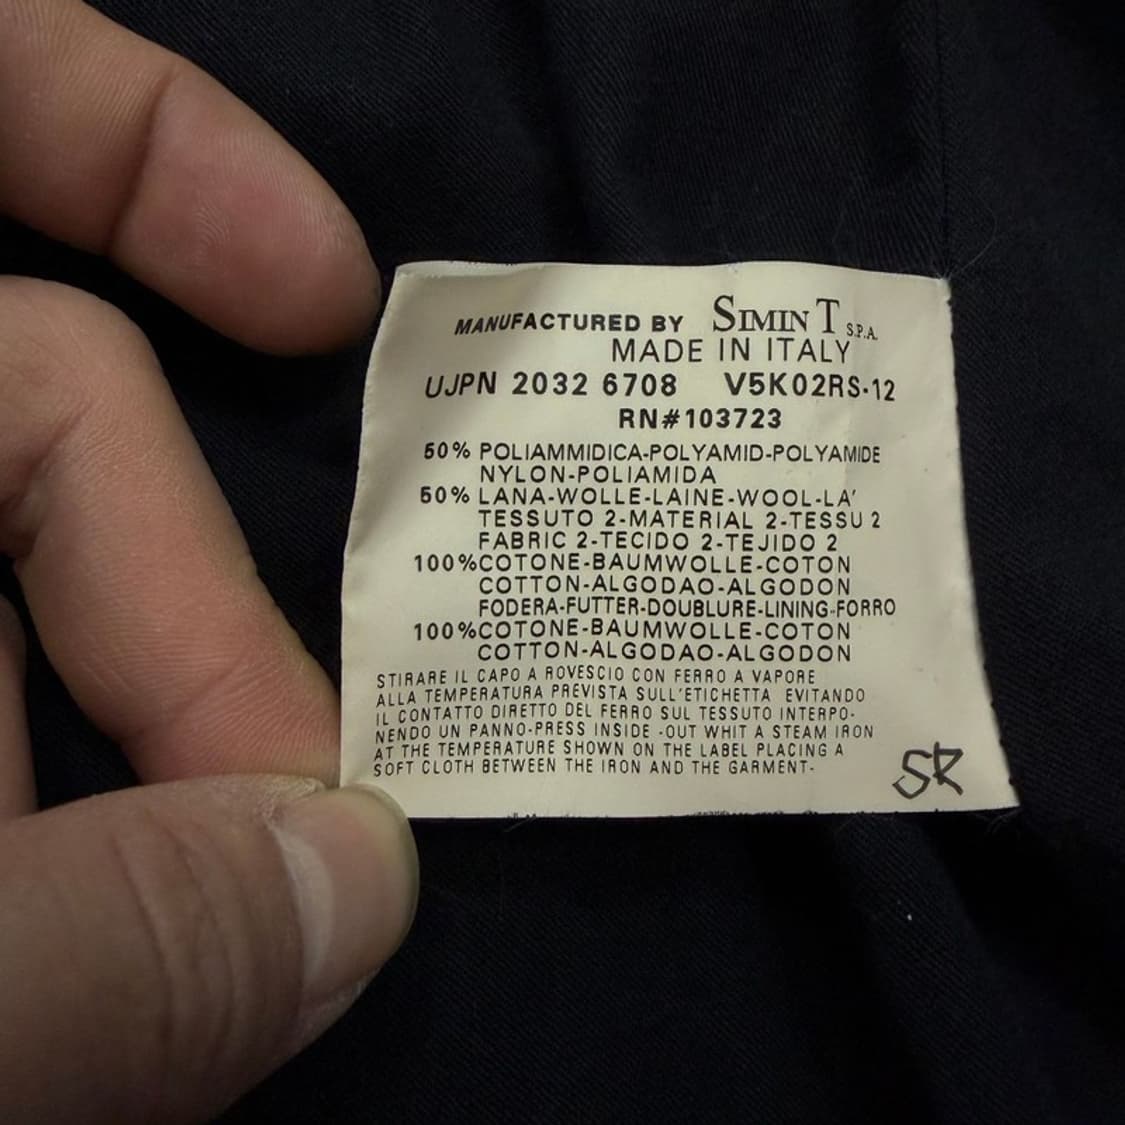 MANUFACTURED BY SIMINT S.P.A.
MADE IN ITALY
UJPN 2032 6708 V5K02RS-12
RN#103723
50% POLIAMMIDICA-POLYAMID-POLYAMIDE
NYLON-POLIAMIDA
50% LANA-WOLLE-LAINE-WOOL-LA'
TESSUTO 2-MATERIAL 2-TESSU 2
FABRIC 2-TECIDO 2-TEJIDO 2
100%COTONE-BAUMWOLLE-COTON
COTTON-ALGODAO-ALGODON
FODERA-FUTTER-DOUBLURE-LINING-FORRO
100%COTONE-BAUMWOLLE-COTON
COTTON-ALGODAO-ALGODON
STIRARE IL CAPO A ROVESCIO CON FERRO A VAPORE
ALLA TEMPERATURA PREVISTA SULL'ETICHETTA EVITANDO
IL CONTATTO DIRETTO DEL FERRO SUL TESSUTO INTERPO-
NENDO UN PANNO-PRESS INSIDE -OUT WHIT A STEAM IRON
AT THE TEMPERATURE SHOWN ON THE LABEL PLACING A
SOFT CLOTH BETWEEN THE IRON AND THE GARMENT-
SR